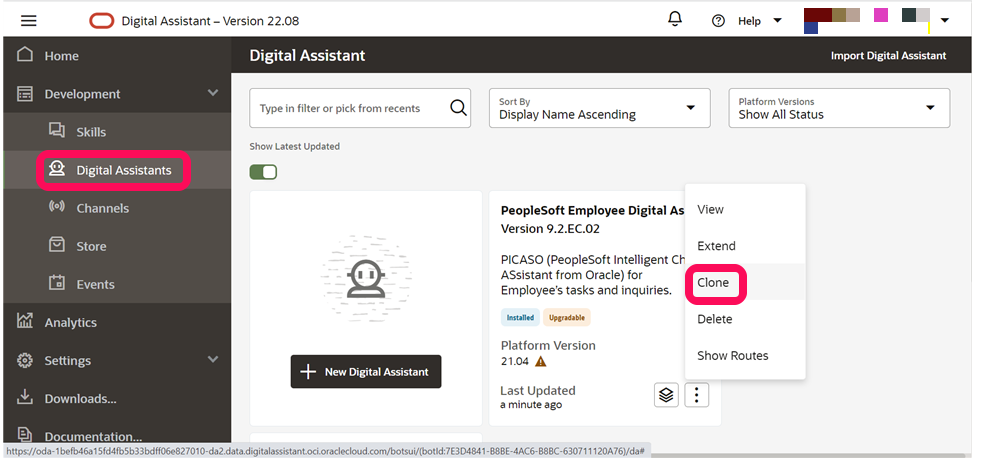 Digital Assistant – Version 22.08
Help
Home
Development
Skills
Digital Assistants
Channels
Store
Events
Analytics
Settings
Downloads...
Documentation...
Digital Assistant
Import Digital Assistant
Type in filter or pick from recents
Sort By
Display Name Ascending
Platform Versions
Show All Status
Show Latest Updated
New Digital Assistant
PeopleSoft Employee Digital As
Version 9.2.EC.02
PICASO (PeopleSoft Intelligent Ch
ASsistant from Oracle) for
Employee's tasks and inquiries.
Installed
Upgradable
Platform Version
21.04
Last Updated
a minute ago
View
Extend
Clone
Delete
Show Routes
https://oda-1befb46a15fd4fb5b33bdff06e827010-da2.data.digitalassistant.oci.oraclecloud.com/botsui/(botId:7E3D4841-B8BE-4AC6-B8BC-630711120A76)/da#